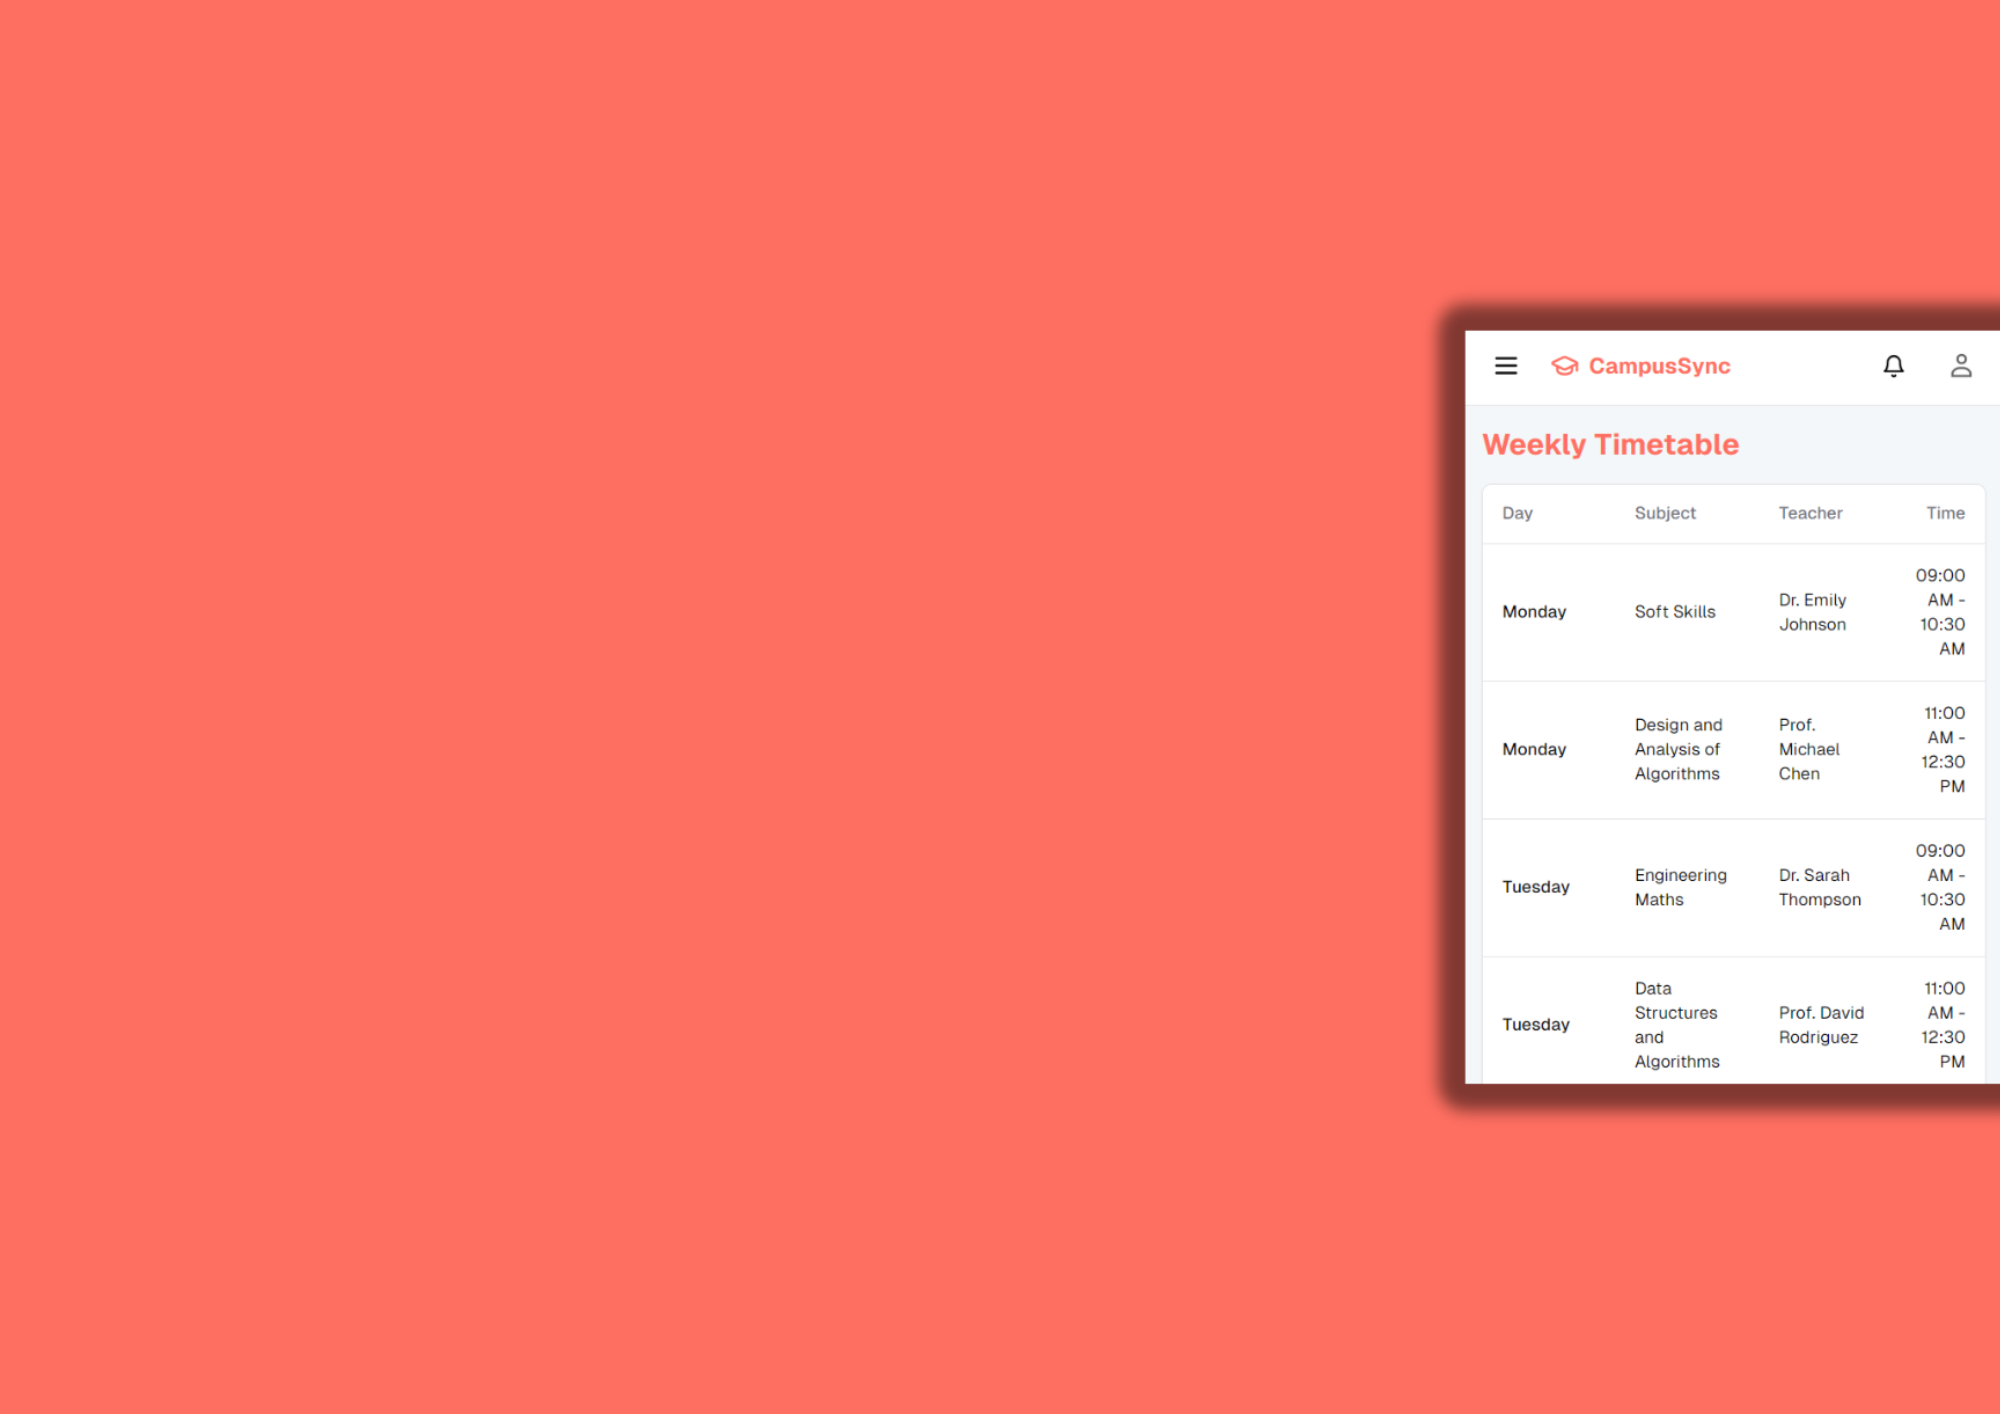 CampusSync
Weekly Timetable
Day Subject Teacher Time
Monday
Soft Skills
Dr. Emily
Johnson
09:00
AM -
10:30
AM
Monday
Design and
Analysis of
Algorithms
Prof.
Michael
Chen
11:00
AM -
12:30
PM
Tuesday
Engineering
Maths
Dr. Sarah
Thompson
09:00
AM -
10:30
AM
Tuesday
Data
Structures
and
Algorithms
Prof. David
Rodriguez
11:00
AM -
12:30
PM